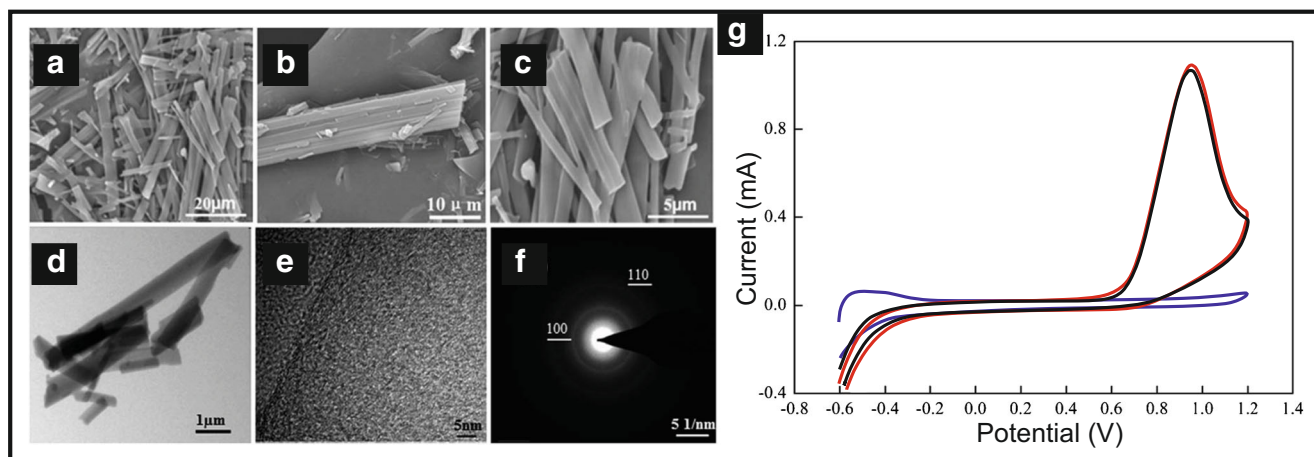 a
20μm
b
10 μ m
c
5μm
d
1μm
e
5nm
f
110
100
5 1/nm
g
Current (mA)
1.2
0.8
0.4
0.0
-0.4
-0.8 -0.6 -0.4 -0.2 0.0 0.2 0.4 0.6 0.8 1.0 1.2 1.4
Potential (V)